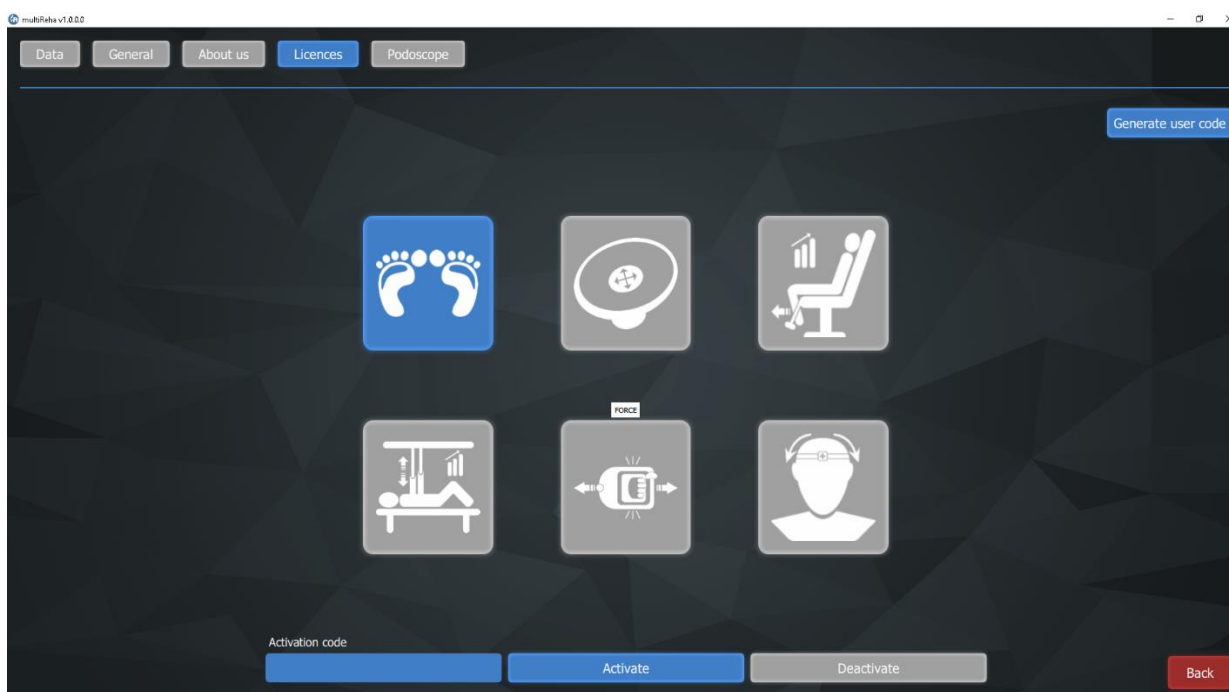 multiReha v1.0.0.0
Data General About us Licences Podoscope
Generate user code
FORCE
Activation code
Activate Deactivate
Back